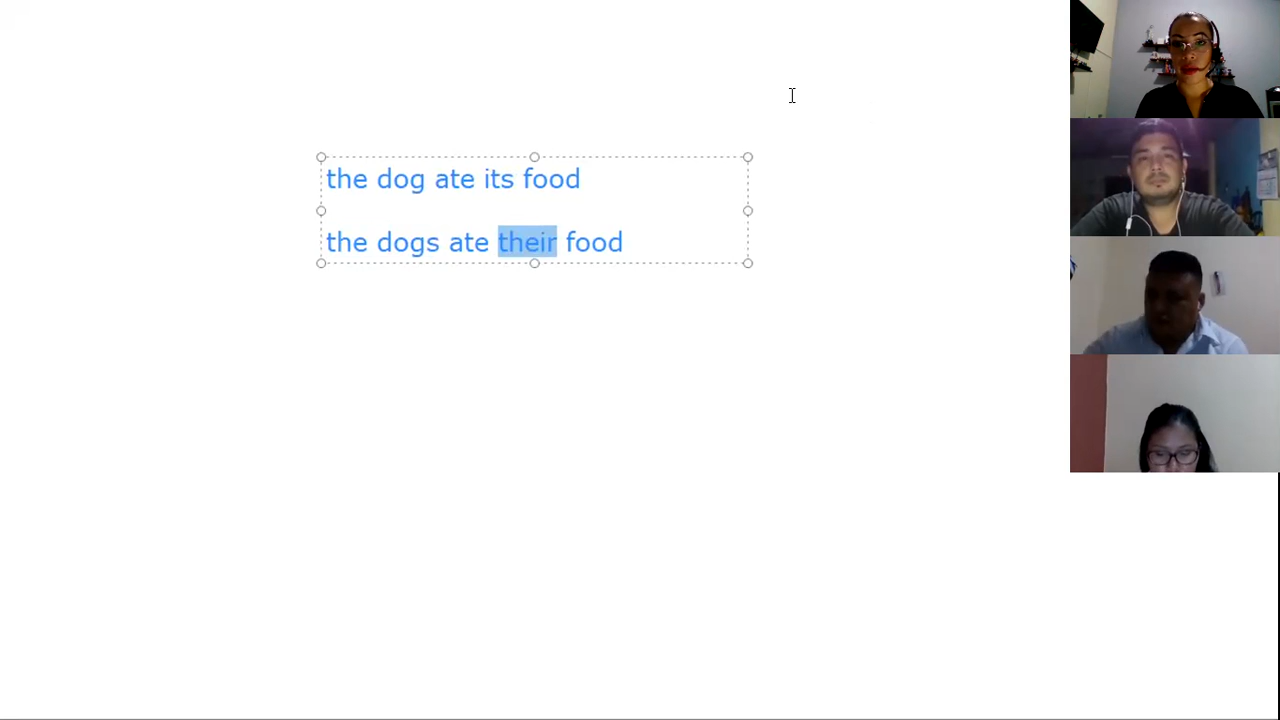 the dog ate its food
the dogs ate their food